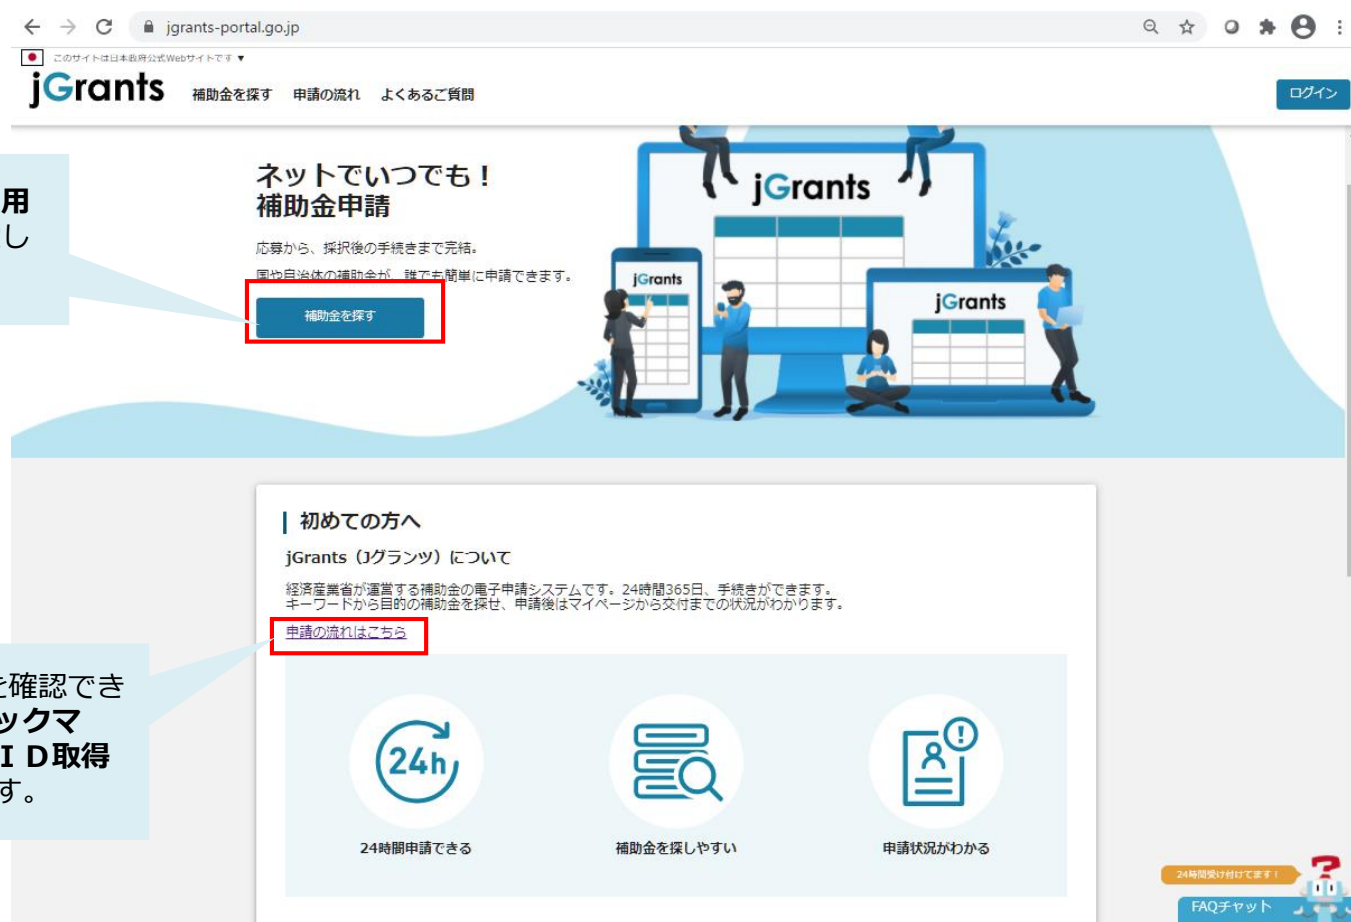 jgrants-portal.go.jp
このサイトは日本政府公式Webサイトです ▼
jGrants
補助金を探す 申請の流れ よくあるご質問
ログイン
用
し
ネットでいつでも！
補助金申請
応募から、採択後の手続きまで完結。
国や自治体の補助金が、誰でも簡単に申請できます。
補助金を探す
jGrants
jGrants
jGrants
初めての方へ
jGrants（Jグランツ）について
経済産業省が運営する補助金の電子申請システムです。24時間365日、手続きができます。
キーワードから目的の補助金を探せ、申請後はマイページから交付までの状況がわかります。
申請の流れはこちら
を確認でき
ックマ
ＩＤ取得
す。
24h
24時間申請できる
補助金を探しやすい
申請状況がわかる
24時間受け付けてます！
FAQチャット